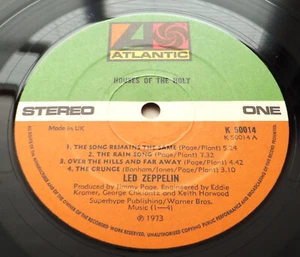 ATLANTIC
HOUSES OF THE HOLY
STEREO
ONE
Made in UK
K 50014
K 50014 A
1. THE SONG REMAINS THE SAME (Page/Plant) 5.24
2. THE RAIN SONG (Page/Plant) 7.32
3. OVER THE HILLS AND FAR AWAY (Page/Plant) 4.42
4. THE CRUNGE (Bonham/Jones/Page/Plant) 3.10
LED ZEPPELIN
Produced by Jimmy Page. Engineered by Eddie
Kramer, George Chkiantz and Keith Harwood
Superhype Publishing/Warner Bros.
Music (1—4)
℗ 1973